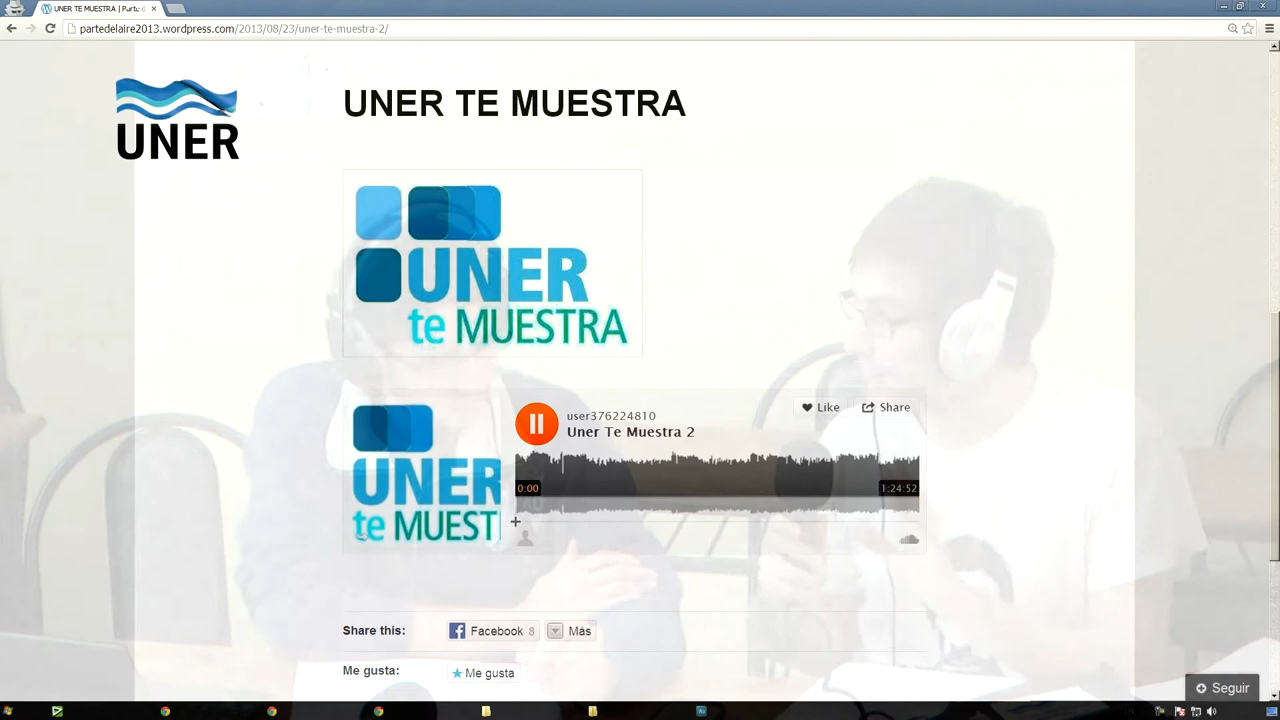 UNER TE MUESTRA | Parte d
partedelaire2013.wordpress.com/2013/08/23/uner-te-muestra-2/
UNER
UNER TE MUESTRA
UNER
te MUESTRA
UNER
te MUEST
user376224810
Uner Te Muestra 2
Like
Share
0:00
1:24:52
Share this:
Facebook 8
Más
Me gusta:
Me gusta
Seguir